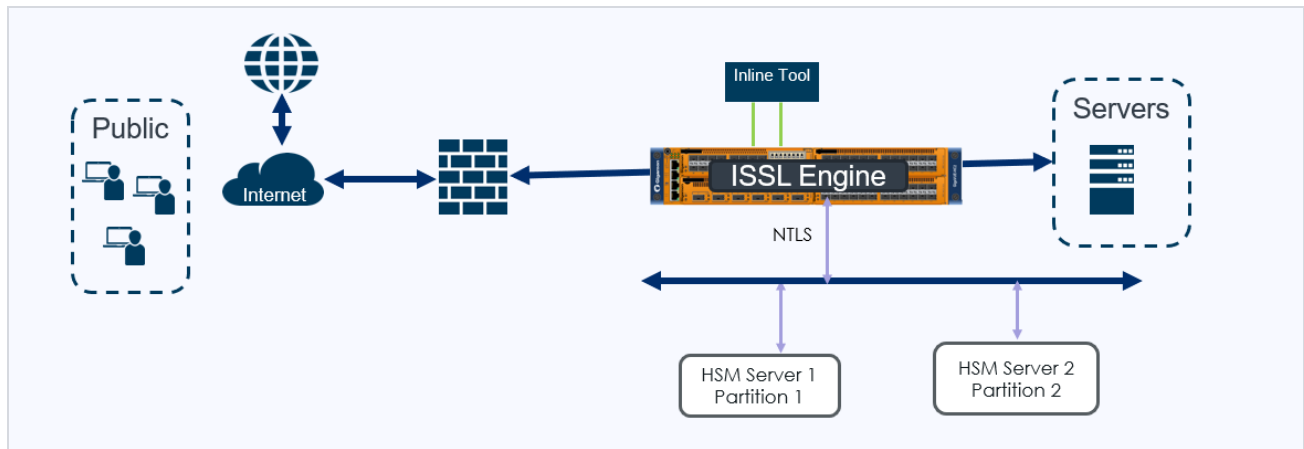 Public
Internet
Inline Tool
ISSL Engine
Servers
NTLS
HSM Server 1
Partition 1
HSM Server 2
Partition 2